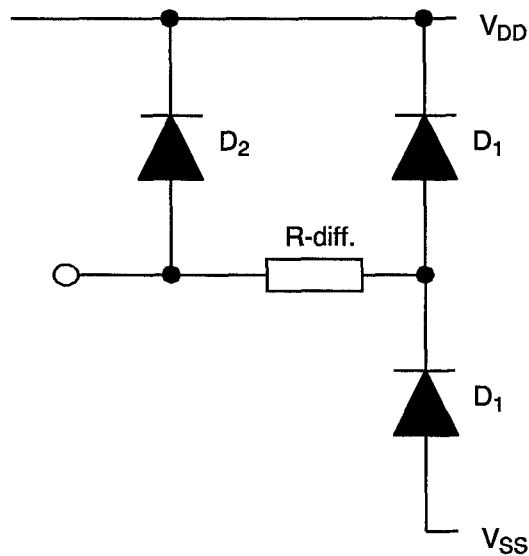 V_DD
D_2
D_1
R-diff.
D_1
V_SS